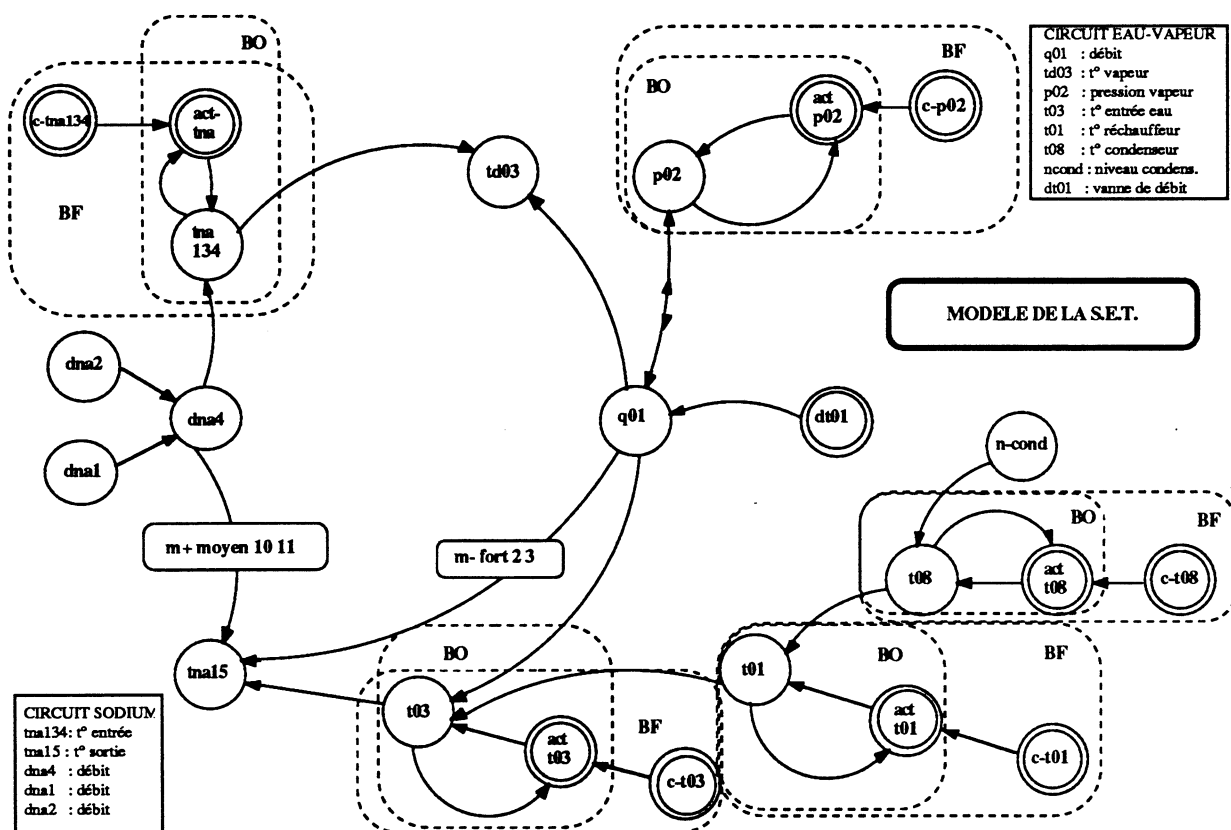 BO
c-tna134
act-
tna
BF
tna
134
td03
BO
BF
act
p02
c-p02
p02
CIRCUIT EAU-VAPEUR
q01 : débit
td03 : t° vapeur
p02 : pression vapeur
t03 : t° entrée eau
t01 : t° réchauffeur
t08 : t° condenseur
ncond : niveau condens.
dt01 : vanne de débit
MODELE DE LA S.E.T.
dna2
dna4
dna1
q01
dt01
n-cond
m+ moyen 10 11
m- fort 2 3
BO
BF
t08
act
t08
c-t08
tna15
BO
t03
act
t03
BF
c-t03
t01
BO
BF
act
t01
c-t01
CIRCUIT SODIUM
tna134: t° entrée
tna15 : t° sortie
dna4 : débit
dna1 : débit
dna2 : débit